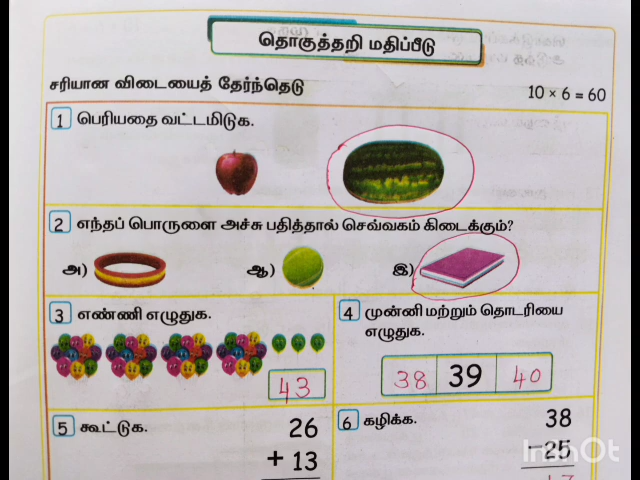 தொகுத்தறி மதிப்பீடு
சரியான விடையைத் தேர்ந்தெடு
10 × 6 = 60
1 பெரியதை வட்டமிடுக.
2 எந்தப் பொருளை அச்சு பதித்தால் செவ்வகம் கிடைக்கும்?
அ) ஆ) இ)
3 எண்ணி எழுதுக.
43
4 முன்னி மற்றும் தொடரியை
எழுதுக.
38 39 40
5 கூட்டுக.
26
+ 13
6 கழிக்க.
38
- 25
InShOt